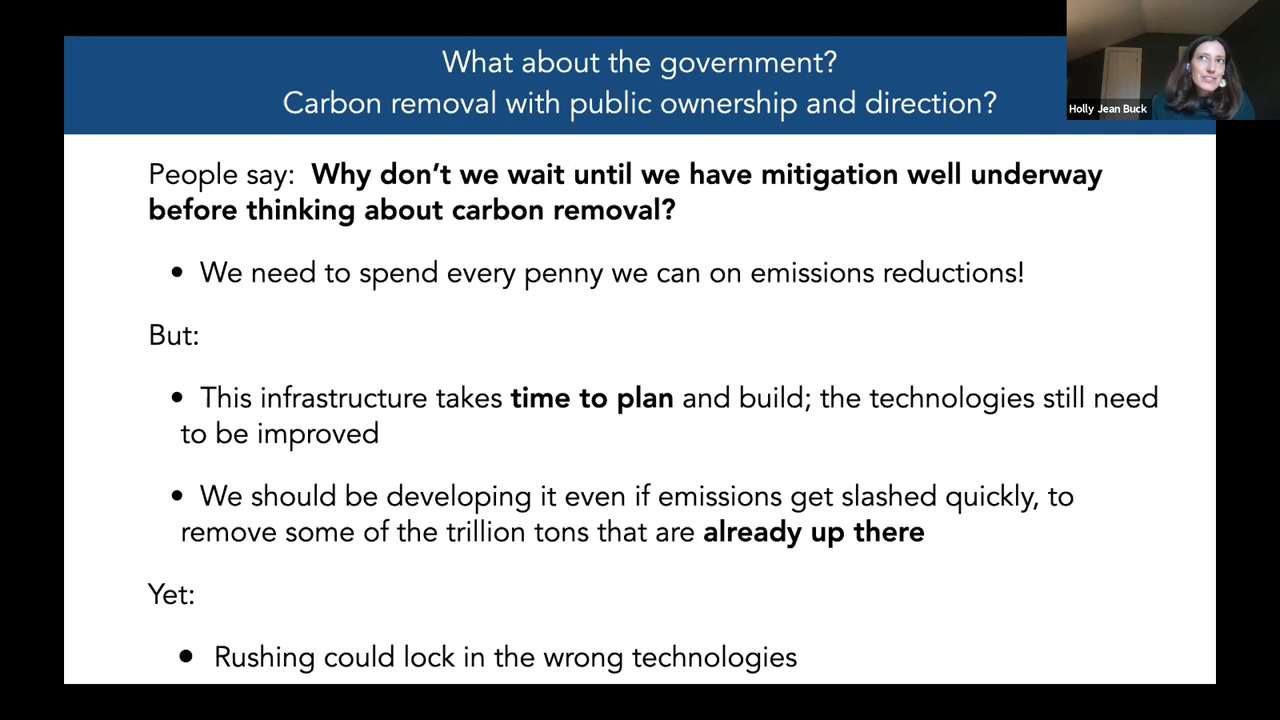 What about the government?
Carbon removal with public ownership and direction?
Holly Jean Buck
People say:  Why don’t we wait until we have mitigation well underway
before thinking about carbon removal?
• We need to spend every penny we can on emissions reductions!
But:
• This infrastructure takes time to plan and build; the technologies still need
to be improved
• We should be developing it even if emissions get slashed quickly, to
remove some of the trillion tons that are already up there
Yet:
• Rushing could lock in the wrong technologies